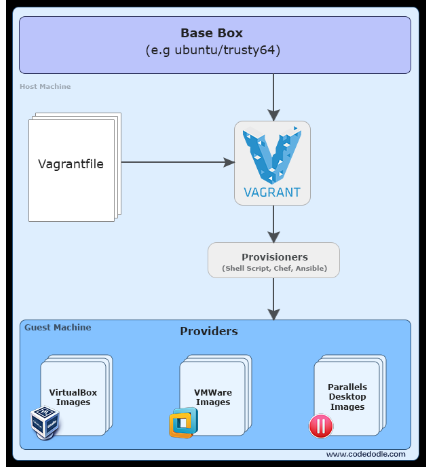 Base Box
(e.g ubuntu/trusty64)
Host Machine
Vagrantfile
VAGRANT
Provisioners
(Shell Script, Chef, Ansible)
Guest Machine
Providers
VirtualBox
Images
VMWare
Images
Parallels
Desktop
Images
www.codedodle.com